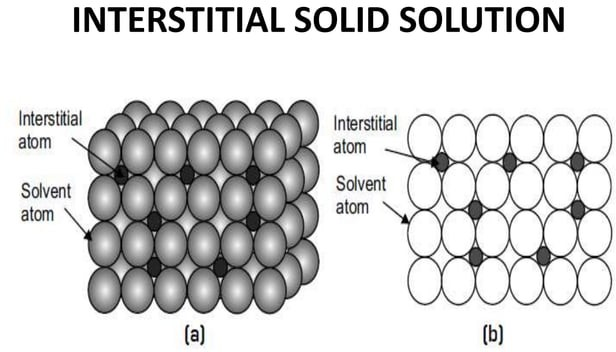 INTERSTITIAL SOLID SOLUTION
Interstitial
atom
Solvent
atom
(a)
Interstitial
atom
Solvent
atom
(b)